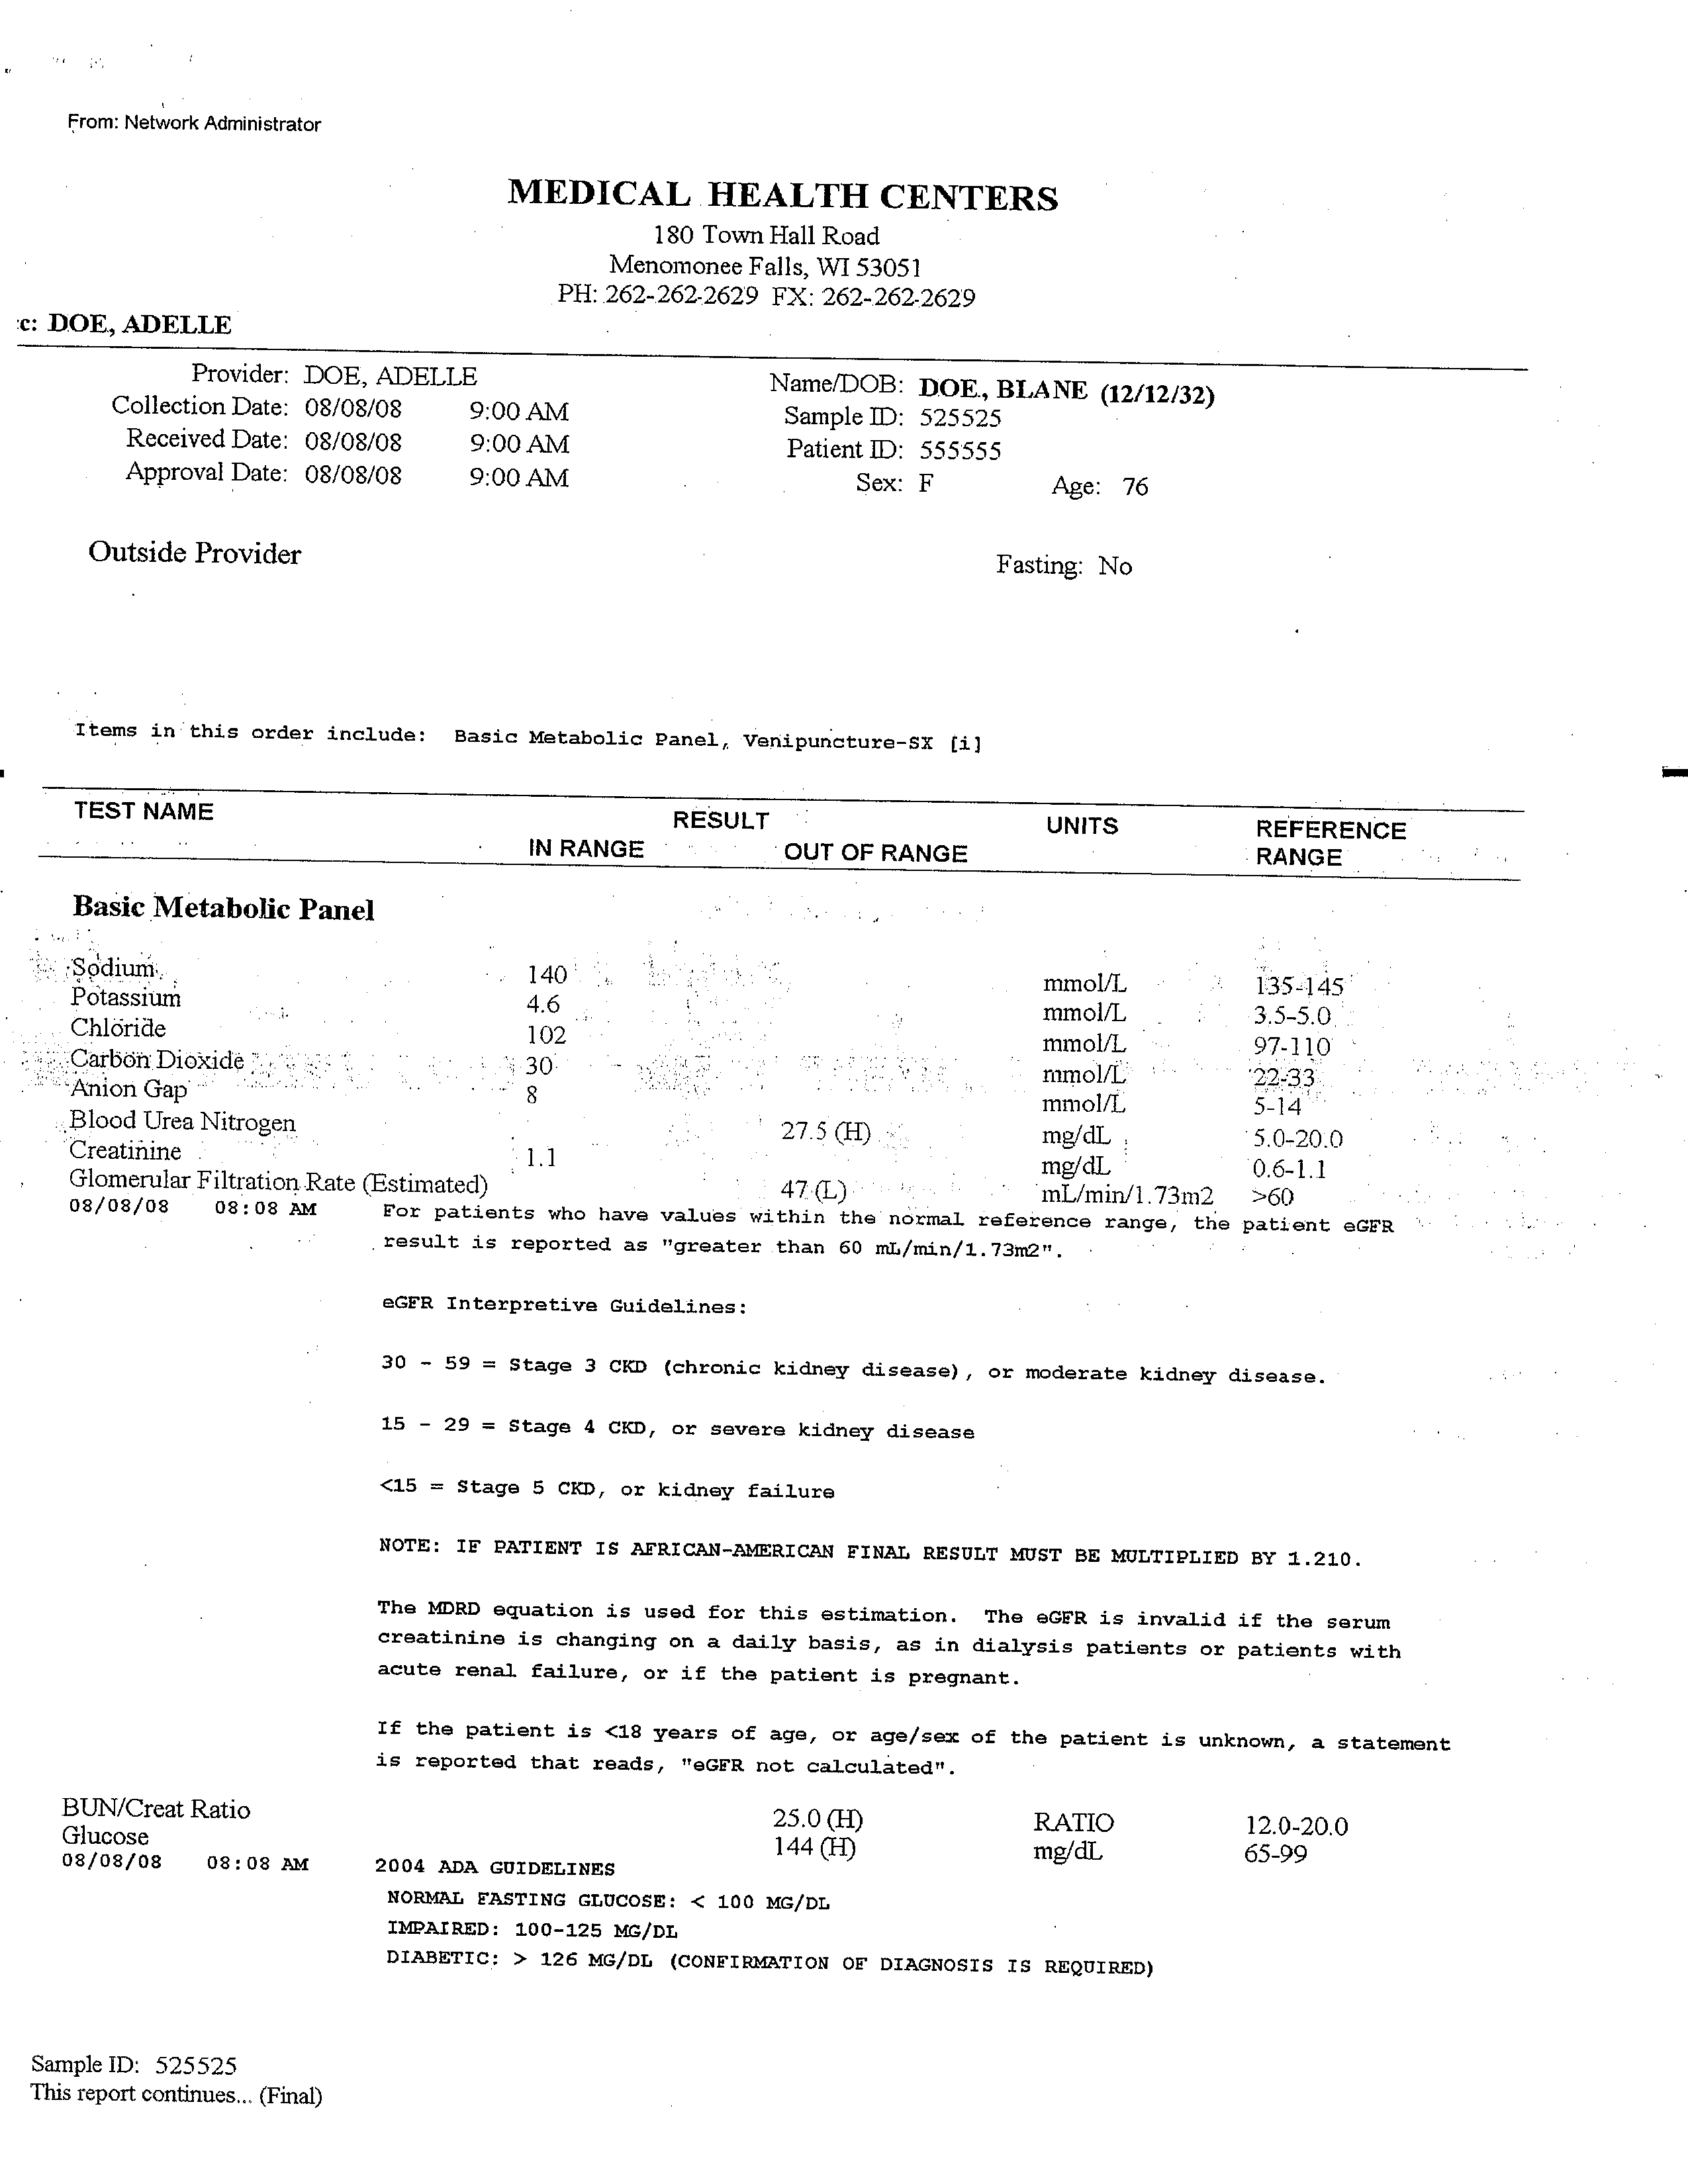 From: Network Administrator
MEDICAL HEALTH CENTERS
180 Town Hall Road
Menomonee Falls, WI 53051
PH: 262-262-2629 FX: 262-262-2629
c: DOE, ADELLE
Provider: DOE, ADELLE Name/DOB: DOE, BLANE (12/12/32)
Collection Date: 08/08/08 9:00 AM Sample ID: 525525
Received Date: 08/08/08 9:00 AM Patient ID: 555555
Approval Date: 08/08/08 9:00 AM Sex: F Age: 76
Outside Provider Fasting: No
Items in this order include: Basic Metabolic Panel, Venipuncture-SX [i]
TEST NAME RESULT UNITS REFERENCE
IN RANGE OUT OF RANGE RANGE
Basic Metabolic Panel
Sodium 140 mmol/L 135-145
Potassium 4.6 mmol/L 3.5-5.0
Chloride 102 mmol/L 97-110
Carbon Dioxide 30 mmol/L 22-33
Anion Gap 8 mmol/L 5-14
Blood Urea Nitrogen 27.5 (H) mg/dL 5.0-20.0
Creatinine 1.1 mg/dL 0.6-1.1
Glomerular Filtration Rate (Estimated) 47 (L) mL/min/1.73m2 >60
08/08/08 08:08 AM For patients who have values within the normal reference range, the patient eGFR
result is reported as "greater than 60 mL/min/1.73m2".
eGFR Interpretive Guidelines:
30 - 59 = Stage 3 CKD (chronic kidney disease), or moderate kidney disease.
15 - 29 = Stage 4 CKD, or severe kidney disease
<15 = Stage 5 CKD, or kidney failure
NOTE: IF PATIENT IS AFRICAN-AMERICAN FINAL RESULT MUST BE MULTIPLIED BY 1.210.
The MDRD equation is used for this estimation. The eGFR is invalid if the serum
creatinine is changing on a daily basis, as in dialysis patients or patients with
acute renal failure, or if the patient is pregnant.
If the patient is <18 years of age, or age/sex of the patient is unknown, a statement
is reported that reads, "eGFR not calculated".
BUN/Creat Ratio 25.0 (H) RATIO 12.0-20.0
Glucose 144 (H) mg/dL 65-99
08/08/08 08:08 AM 2004 ADA GUIDELINES
NORMAL FASTING GLUCOSE: < 100 MG/DL
IMPAIRED: 100-125 MG/DL
DIABETIC: > 126 MG/DL (CONFIRMATION OF DIAGNOSIS IS REQUIRED)
Sample ID: 525525
This report continues... (Final)